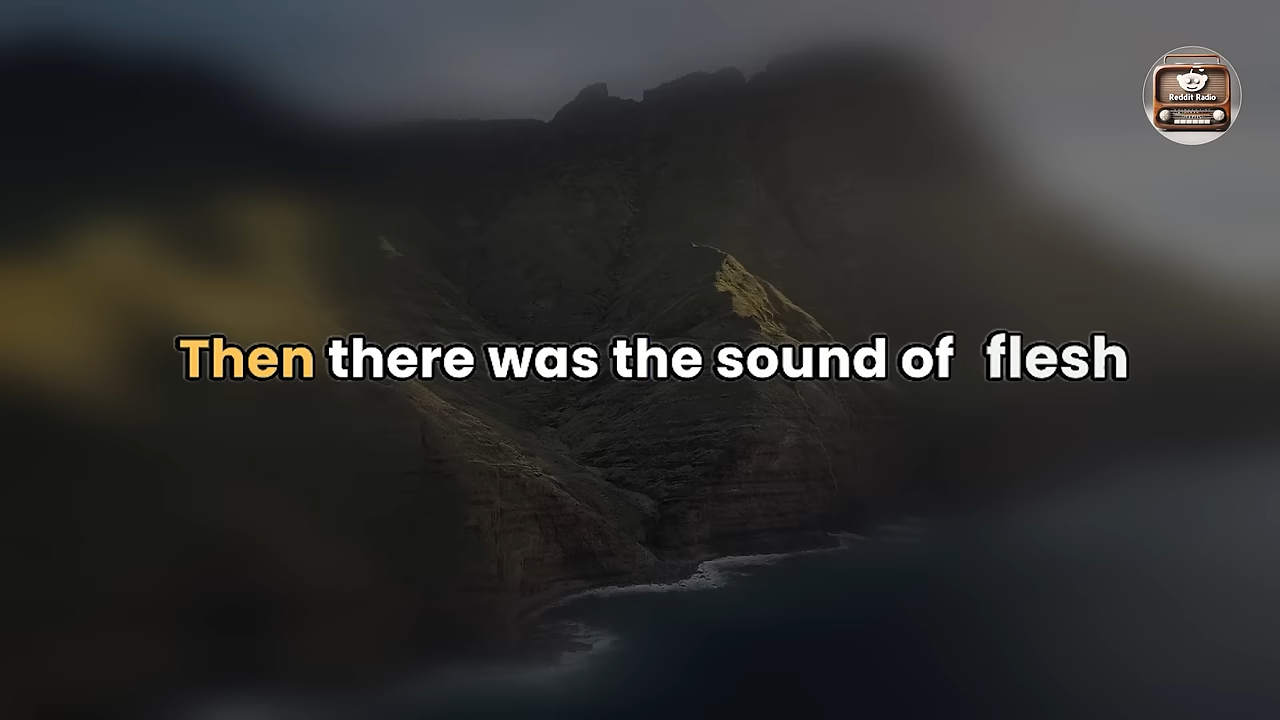 Reddit Radio
Then there was the sound of flesh